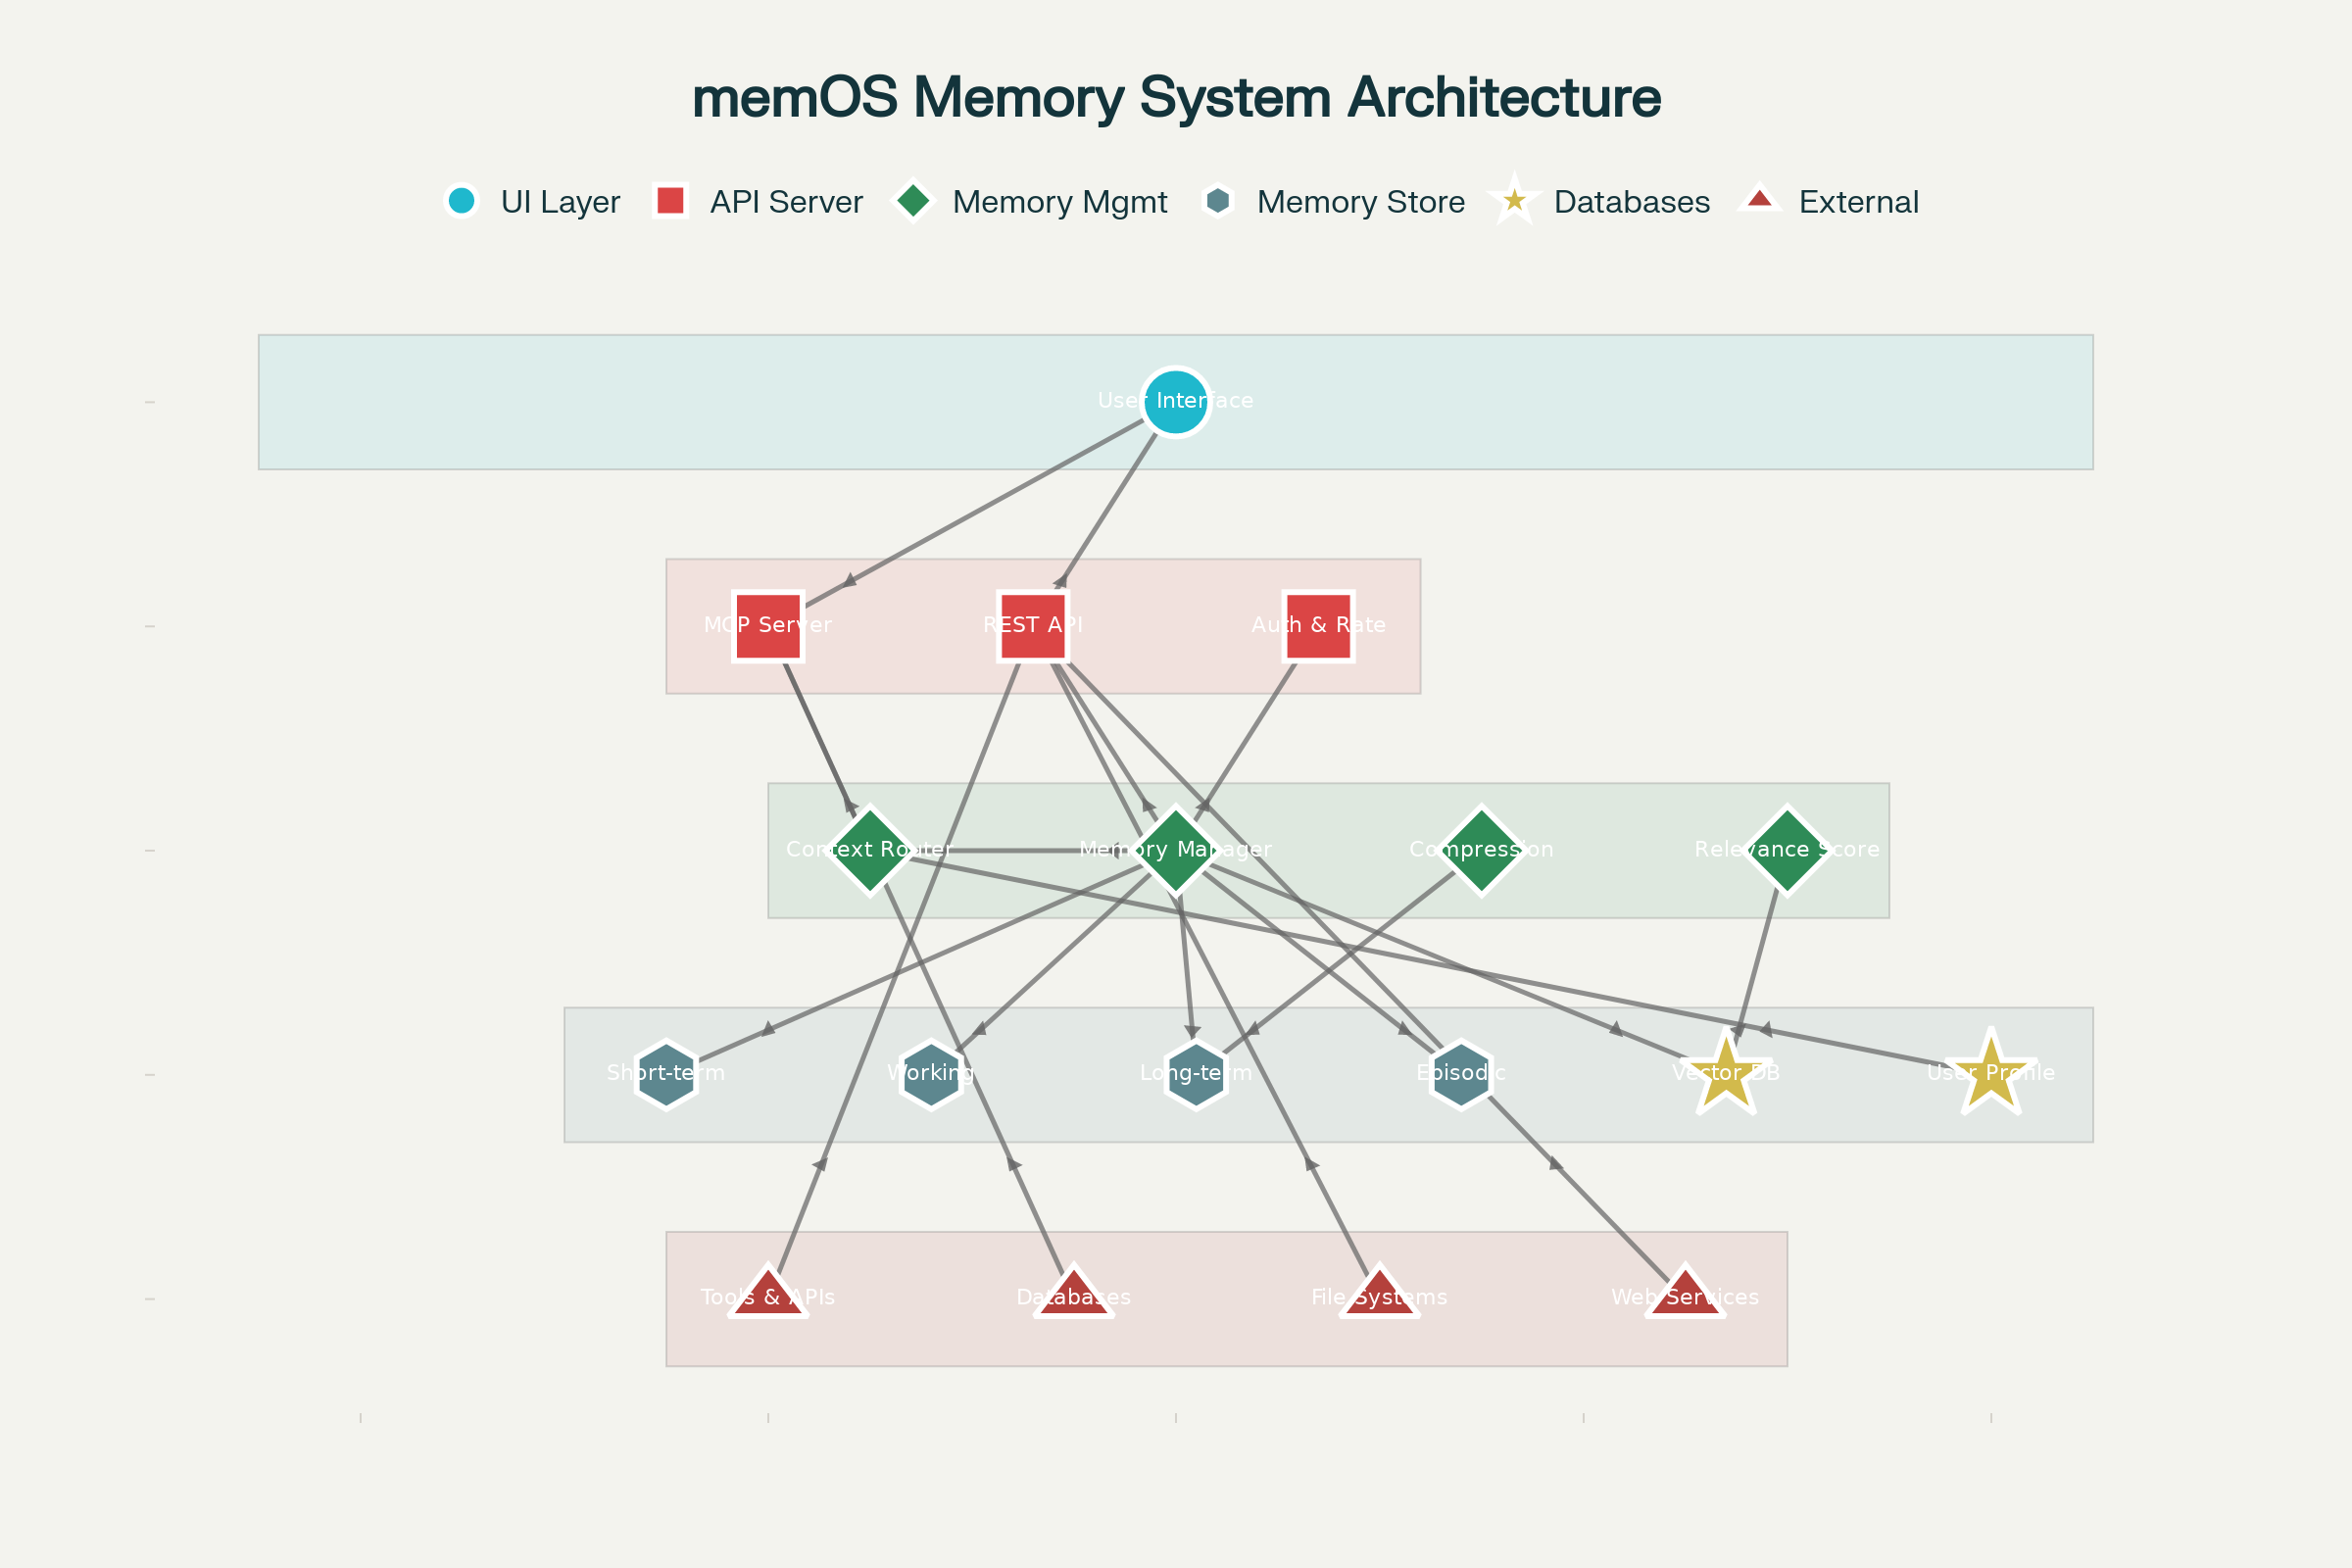 memOS Memory System Architecture
UI Layer API Server Memory Mgmt Memory Store Databases External
User Interface
MCP Server REST API Auth & Rate
Context Router Memory Manager Compression Relevance Score
Short-term Working Long-term Episodic Vector DB User Profile
Tools & APIs Databases File Systems Web Services